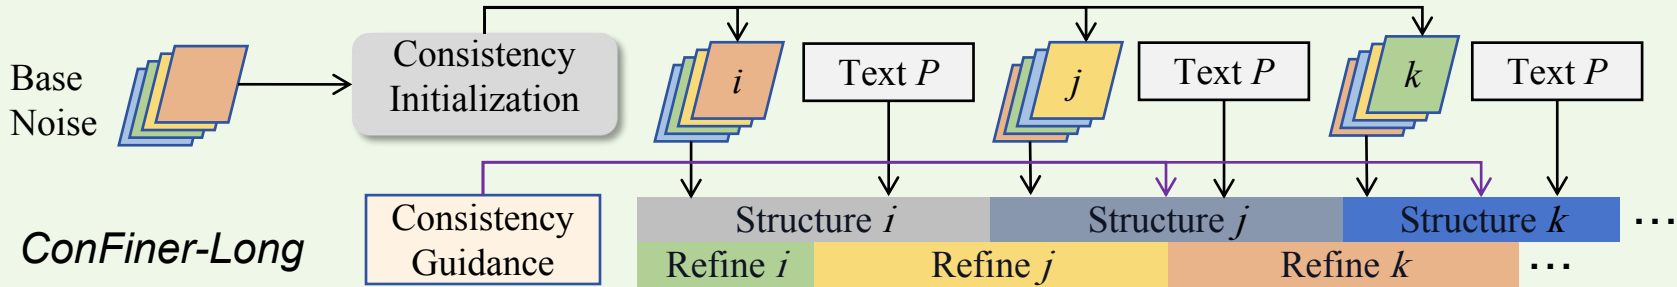 Base
Noise
Consistency
Initialization
i
Text P
j
Text P
k
Text P
Consistency
Guidance
ConFiner-Long
Structure i
Structure j
Structure k
...
Refine i
Refine j
Refine k
...